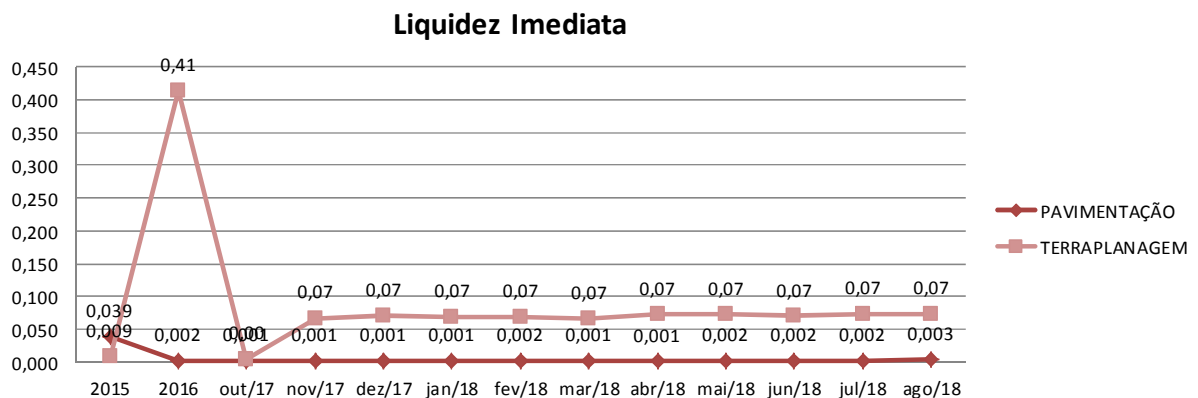 Liquidez Imediata
0,450
0,400
0,350
0,300
0,250
0,200
0,150
0,100
0,050
0,000
0,41
0,07 0,07 0,07 0,07 0,07 0,07 0,07 0,07 0,07 0,07
0,039
0,009 0,002 0,001 0,001 0,001 0,001 0,002 0,001 0,001 0,002 0,002 0,002 0,003
0,00
2015 2016 out/17 nov/17 dez/17 jan/18 fev/18 mar/18 abr/18 mai/18 jun/18 jul/18 ago/18
PAVIMENTAÇÃO
TERRAPLANAGEM